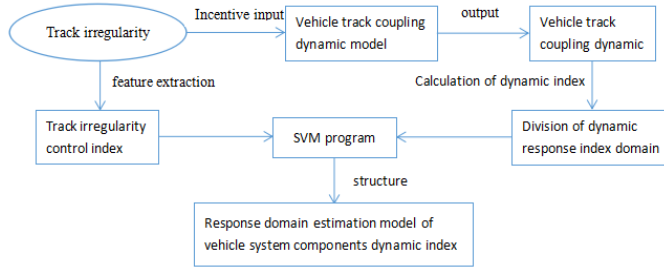 Track irregularity
Incentive input
Vehicle track coupling
dynamic model
output
Vehicle track
coupling dynamic
feature extraction
Calculation of dynamic index
Track irregularity
control index
SVM program
Division of dynamic
response index domain
structure
Response domain estimation model of
vehicle system components dynamic index